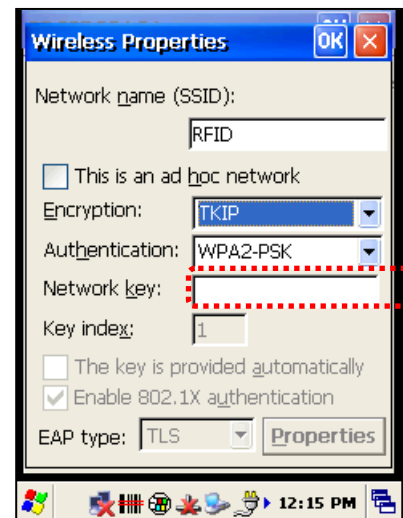 Wireless Properties OK
Network name (SSID):
RFID
This is an ad hoc network
Encryption: TKIP
Authentication: WPA2-PSK
Network key:
Key index: 1
The key is provided automatically
Enable 802.1X authentication
EAP type: TLS Properties
12:15 PM